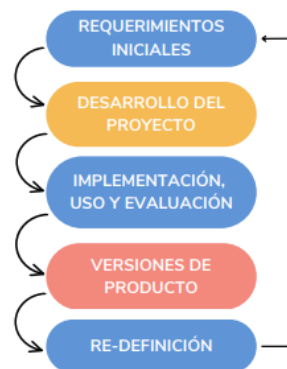 REQUERIMIENTOS
INICIALES
DESARROLLO DEL
PROYECTO
IMPLEMENTACIÓN,
USO Y EVALUACIÓN
VERSIONES DE
PRODUCTO
RE-DEFINICIÓN